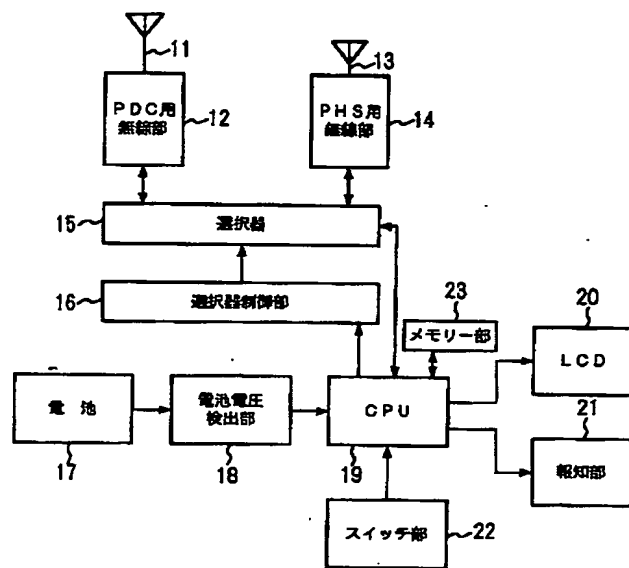 11
13
PDC用
無線部
12
PHS用
無線部
14
15
選択器
16
選択器制御部
23
メモリー部
20
LCD
電 池
17
電池電圧
検出部
18
CPU
19
21
報知部
スイッチ部
22